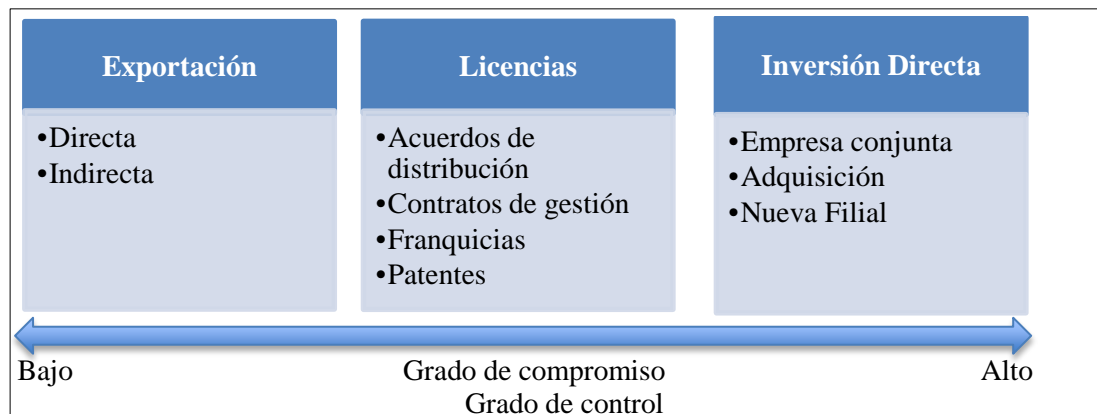 Exportación
•Directa
•Indirecta
Licencias
•Acuerdos de
distribución
•Contratos de gestión
•Franquicias
•Patentes
Inversión Directa
•Empresa conjunta
•Adquisición
•Nueva Filial
Bajo Grado de compromiso Alto
Grado de control